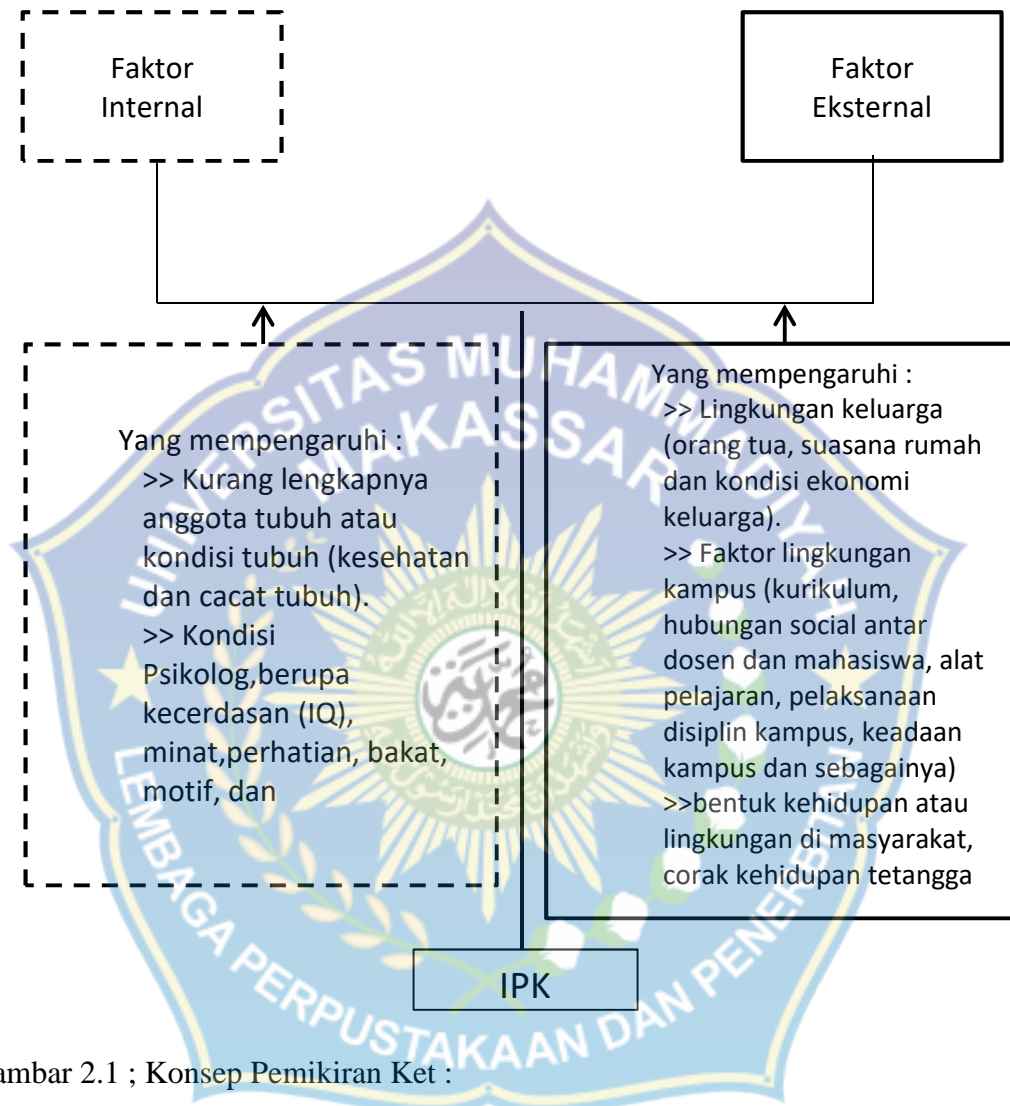 Faktor
Internal
Faktor
Eksternal
Yang mempengaruhi :
>> Kurang lengkapnya
anggota tubuh atau
kondisi tubuh (kesehatan
dan cacat tubuh).
>> Kondisi
Psikolog,berupa
kecerdasan (IQ),
minat,perhatian, bakat,
motif, dan
Yang mempengaruhi :
>> Lingkungan keluarga
(orang tua, suasana rumah
dan kondisi ekonomi
keluarga).
>> Faktor lingkungan
kampus (kurikulum,
hubungan social antar
dosen dan mahasiswa, alat
pelajaran, pelaksanaan
disiplin kampus, keadaan
kampus dan sebagainya)
>>bentuk kehidupan atau
lingkungan di masyarakat,
corak kehidupan tetangga
IPK
ambar 2.1 ; Konsep Pemikiran Ket :
UNIVERSITAS MUHAMMADIYAH
MAKASSAR
LEMBAGA PERPUSTAKAAN DAN PENERBITAN